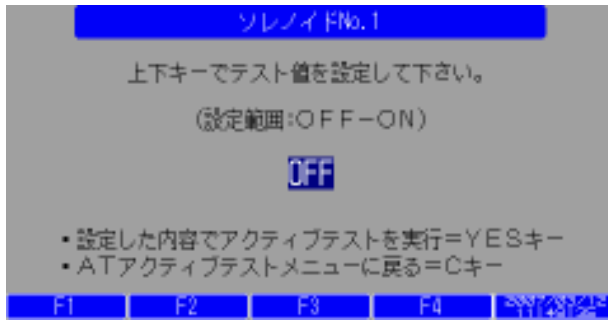 ソレノイドNo.1
上下キーでテスト値を設定して下さい。
(設定範囲:OFF-ON)
OFF
・設定した内容でアクティブテストを実行=YESキー
・ATアクティブテストメニューに戻る=Cキー
F1 F2 F3 F4